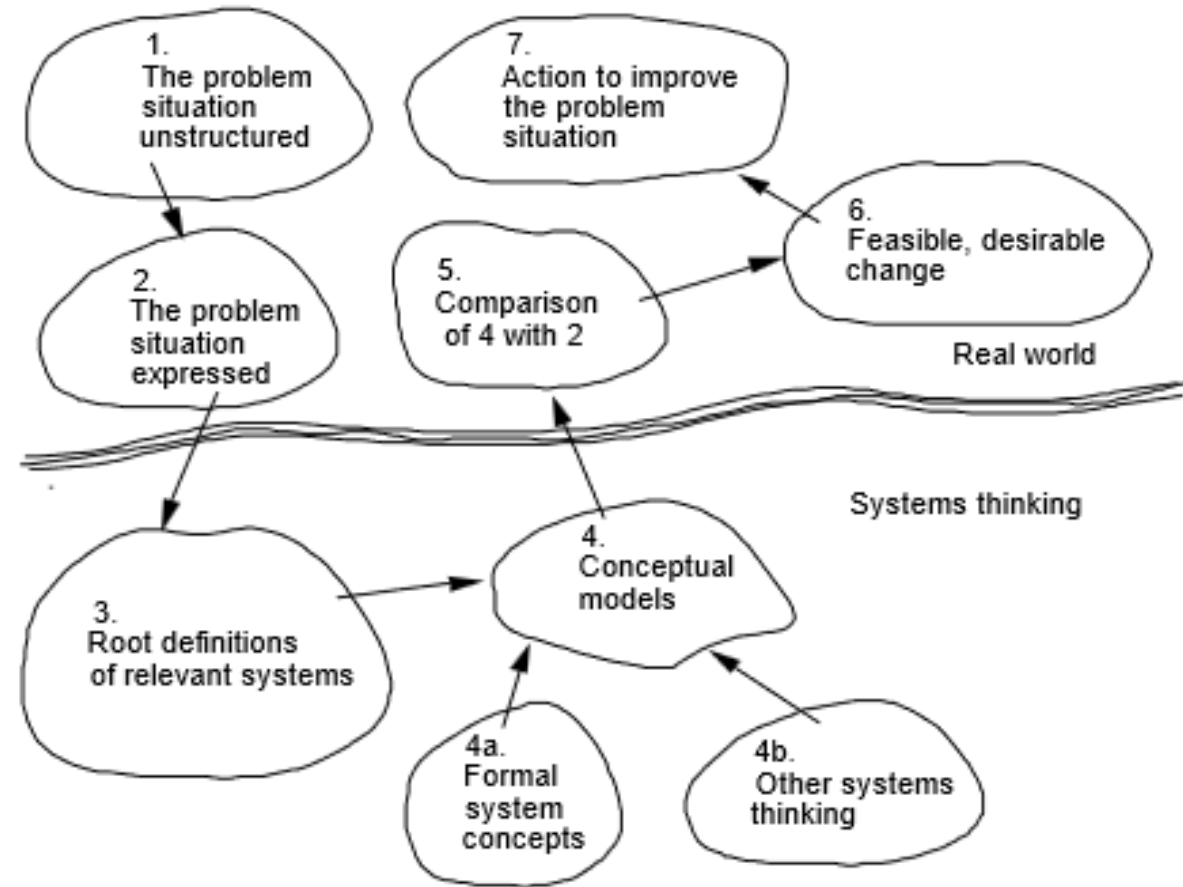 1.
The problem
situation
unstructured
7.
Action to improve
the problem
situation
6.
Feasible, desirable
change
2.
The problem
situation
expressed
5.
Comparison
of 4 with 2
Real world
Systems thinking
3.
Root definitions
of relevant systems
4.
Conceptual
models
4a.
Formal
system
concepts
4b.
Other systems
thinking